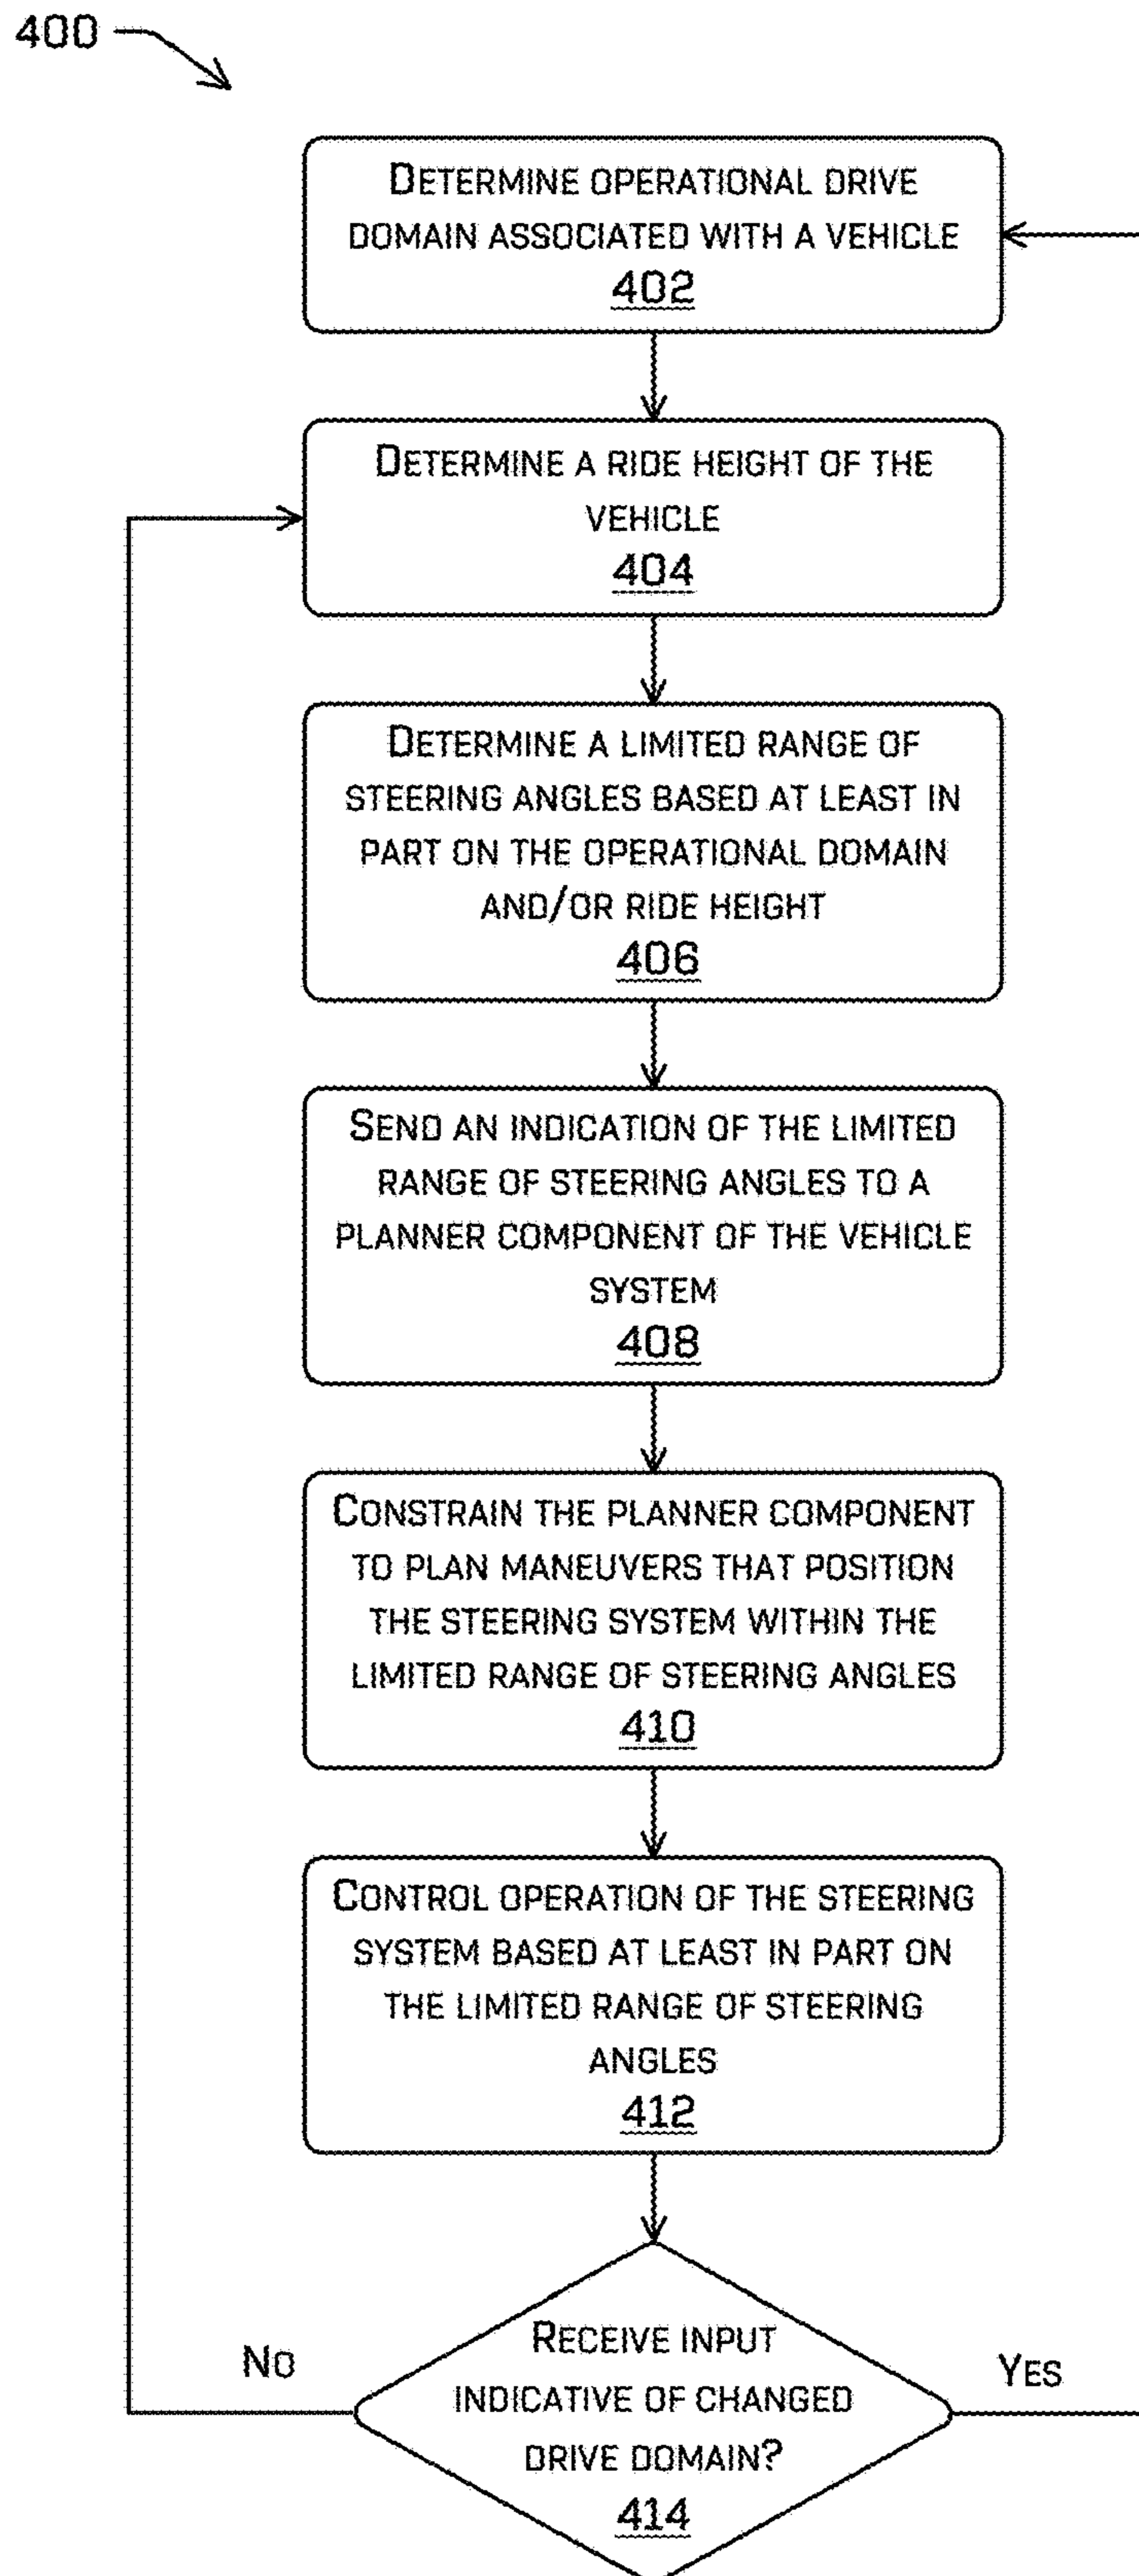 400
DETERMINE OPERATIONAL DRIVE
DOMAIN ASSOCIATED WITH A VEHICLE
402
DETERMINE A RIDE HEIGHT OF THE
VEHICLE
404
DETERMINE A LIMITED RANGE OF
STEERING ANGLES BASED AT LEAST IN
PART ON THE OPERATIONAL DOMAIN
AND/OR RIDE HEIGHT
406
SEND AN INDICATION OF THE LIMITED
RANGE OF STEERING ANGLES TO A
PLANNER COMPONENT OF THE VEHICLE
SYSTEM
408
CONSTRAIN THE PLANNER COMPONENT
TO PLAN MANEUVERS THAT POSITION
THE STEERING SYSTEM WITHIN THE
LIMITED RANGE OF STEERING ANGLES
410
CONTROL OPERATION OF THE STEERING
SYSTEM BASED AT LEAST IN PART ON
THE LIMITED RANGE OF STEERING
ANGLES
412
NO
RECEIVE INPUT
INDICATIVE OF CHANGED
DRIVE DOMAIN?
414
YES